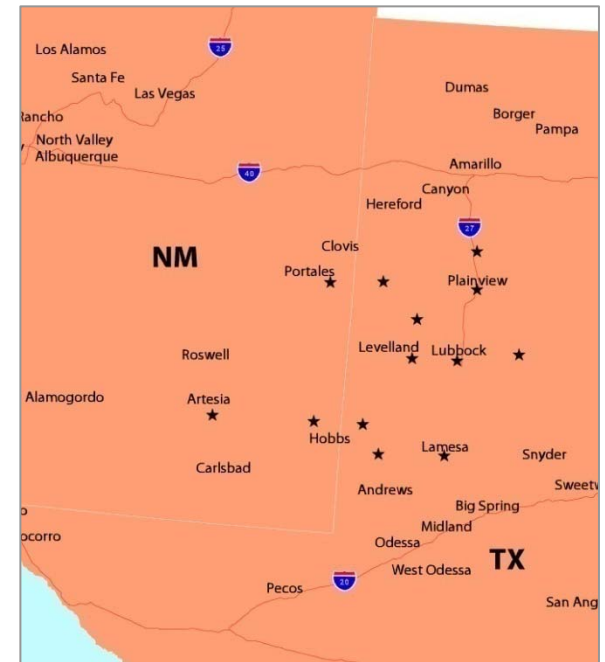 25
Los Alamos
Santa Fe
Las Vegas
Rancho
North Valley
Albuquerque
Dumas
Borger
Pampa
Amarillo
40
Canyon
Hereford
27
Clovis
NM
Portales
Plainview
Roswell
Levelland
Lubbock
Alamogordo
Artesia
Hobbs
Lamesa
Snyder
Carlsbad
Andrews
Sweetw
Big Spring
Midland
ocorro
Odessa
TX
West Odessa
20
Pecos
San Ang